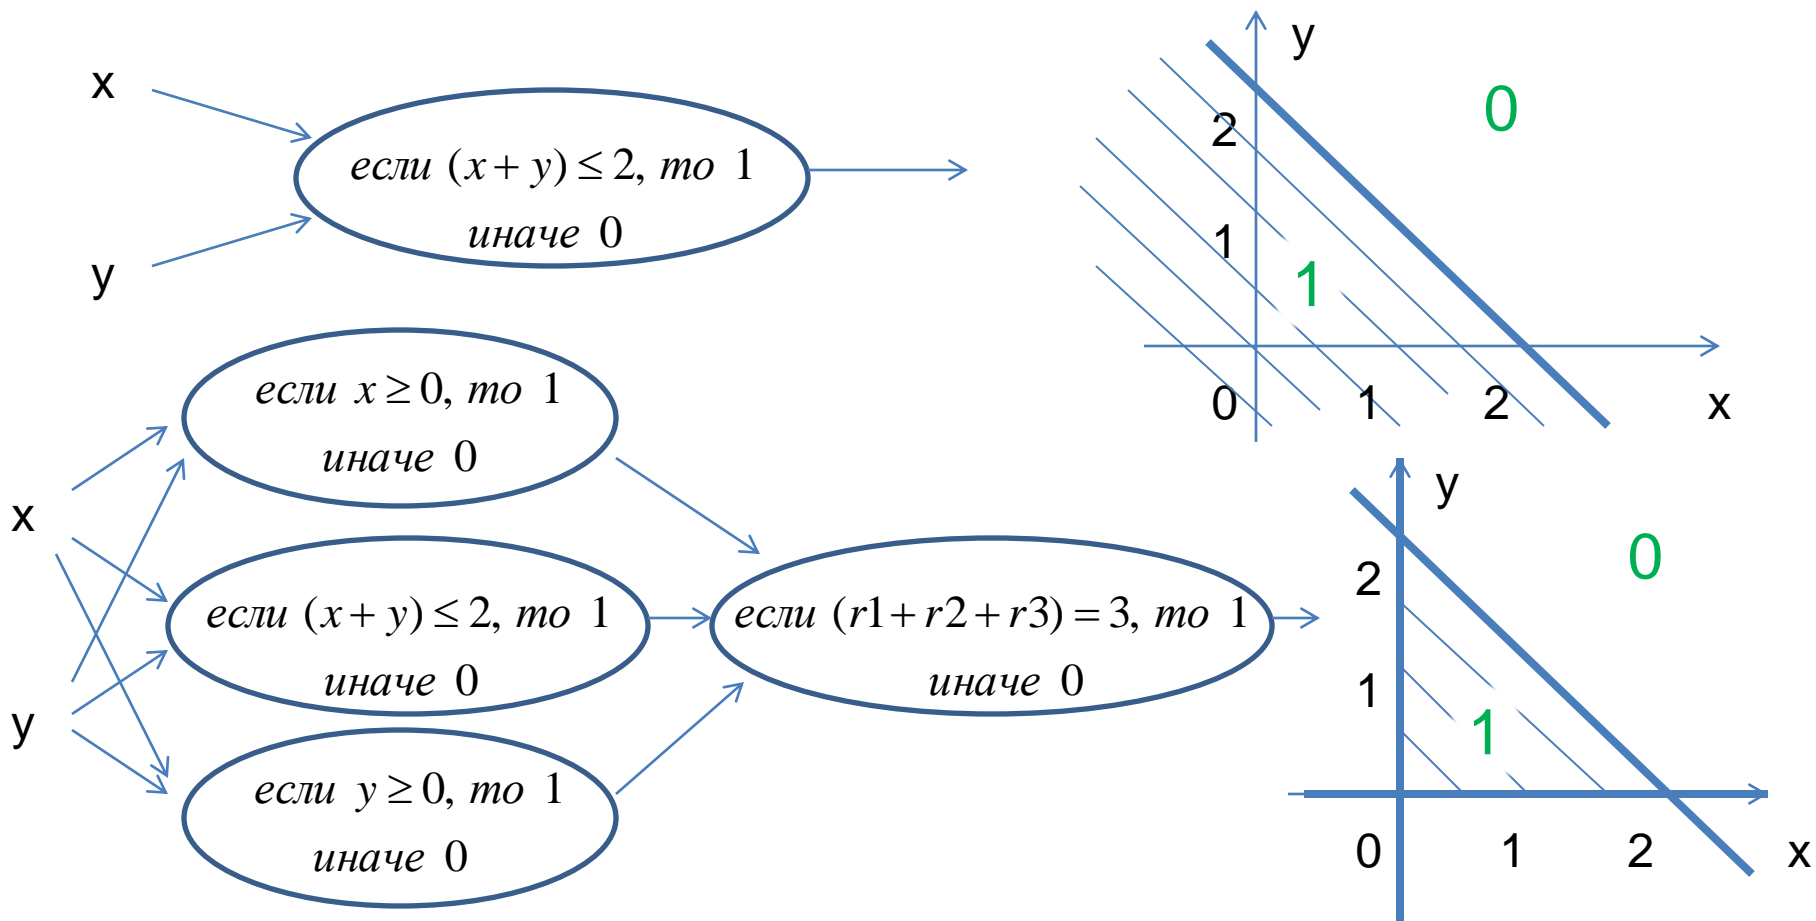 x
y
если (x + y) ≤ 2, то 1
иначе 0
y
0
2
1
1
0
1
2
x
x
y
если x ≥ 0, то 1
иначе 0
если (x + y) ≤ 2, то 1
иначе 0
если y ≥ 0, то 1
иначе 0
если (r1 + r2 + r3) = 3, то 1
иначе 0
y
0
2
1
1
0
1
2
x